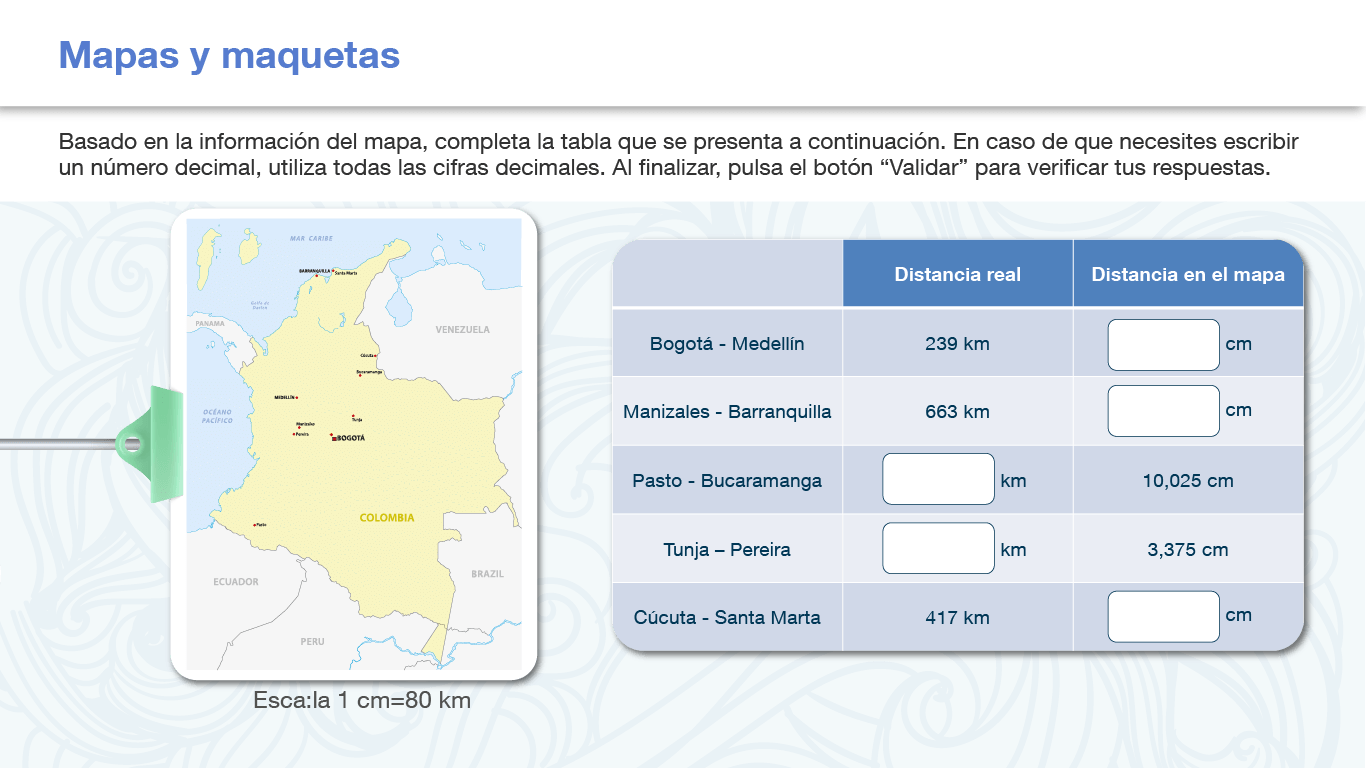 Mapas y maquetas
Basado en la información del mapa, completa la tabla que se presenta a continuación. En caso de que necesites escribir
un número decimal, utiliza todas las cifras decimales. Al finalizar, pulsa el botón “Validar” para verificar tus respuestas.
MAR CARIBE
BARRANQUILLA
Santa Marta
PANAMA
VENEZUELA
Cúcuta
Bucaramanga
MEDELLÍN
OCÉANO
PACÍFICO
Tunja
Manizales
Pereira
BOGOTÁ
COLOMBIA
Pasto
ECUADOR
BRAZIL
PERU
Esca:la 1 cm=80 km
Distancia real Distancia en el mapa
Bogotá - Medellín 239 km cm
Manizales - Barranquilla 663 km cm
Pasto - Bucaramanga km 10,025 cm
Tunja – Pereira km 3,375 cm
Cúcuta - Santa Marta 417 km cm